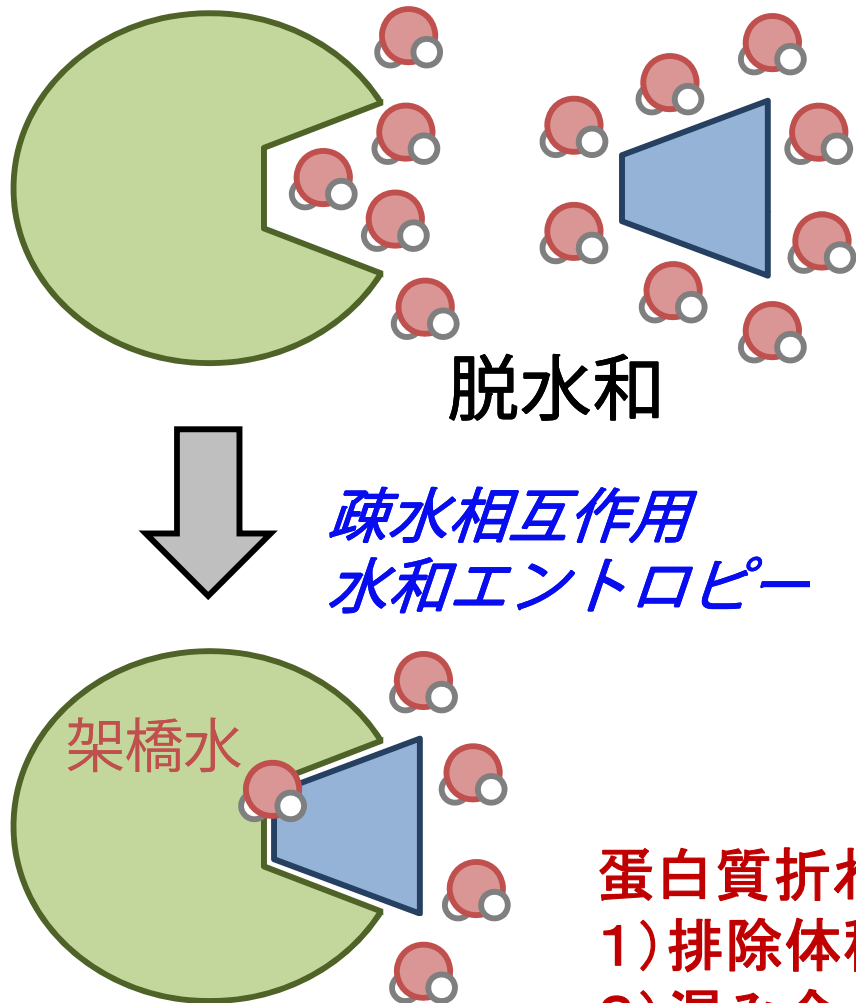 脱水和
疎水相互作用
水和エントロピー
架橋水
蛋白質折
1)排除体